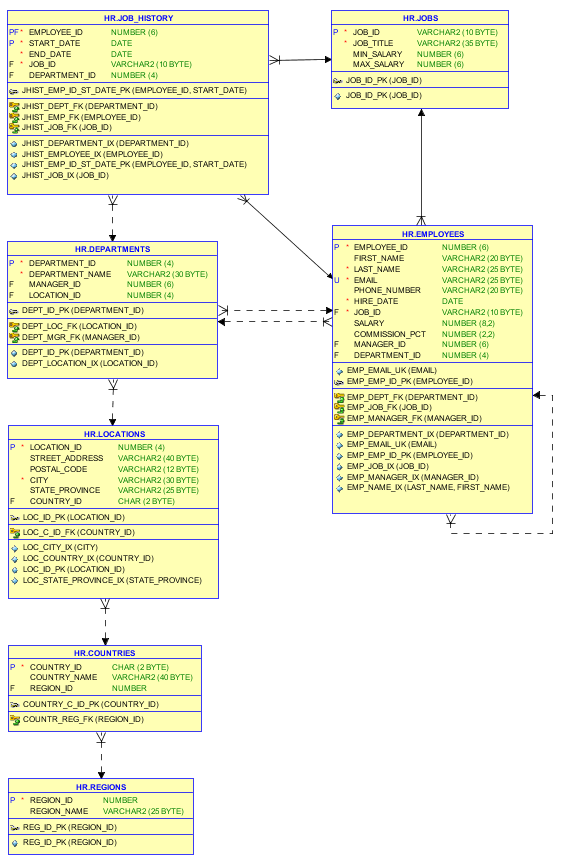 HR.JOB_HISTORY
PF* EMPLOYEE_ID NUMBER (6)
P * START_DATE DATE
* END_DATE DATE
F * JOB_ID VARCHAR2 (10 BYTE)
F DEPARTMENT_ID NUMBER (4)
JHIST_EMP_ID_ST_DATE_PK (EMPLOYEE_ID, START_DATE)
JHIST_DEPT_FK (DEPARTMENT_ID)
JHIST_EMP_FK (EMPLOYEE_ID)
JHIST_JOB_FK (JOB_ID)
JHIST_DEPARTMENT_IX (DEPARTMENT_ID)
JHIST_EMPLOYEE_IX (EMPLOYEE_ID)
JHIST_EMP_ID_ST_DATE_PK (EMPLOYEE_ID, START_DATE)
JHIST_JOB_IX (JOB_ID)
HR.JOBS
P * JOB_ID VARCHAR2 (10 BYTE)
* JOB_TITLE VARCHAR2 (35 BYTE)
MIN_SALARY NUMBER (6)
MAX_SALARY NUMBER (6)
JOB_ID_PK (JOB_ID)
JOB_ID_PK (JOB_ID)
HR.DEPARTMENTS
P * DEPARTMENT_ID NUMBER (4)
* DEPARTMENT_NAME VARCHAR2 (30 BYTE)
F MANAGER_ID NUMBER (6)
F LOCATION_ID NUMBER (4)
DEPT_ID_PK (DEPARTMENT_ID)
DEPT_LOC_FK (LOCATION_ID)
DEPT_MGR_FK (MANAGER_ID)
DEPT_ID_PK (DEPARTMENT_ID)
DEPT_LOCATION_IX (LOCATION_ID)
HR.EMPLOYEES
P * EMPLOYEE_ID NUMBER (6)
FIRST_NAME VARCHAR2 (20 BYTE)
* LAST_NAME VARCHAR2 (25 BYTE)
U * EMAIL VARCHAR2 (25 BYTE)
PHONE_NUMBER VARCHAR2 (20 BYTE)
* HIRE_DATE DATE
F * JOB_ID VARCHAR2 (10 BYTE)
SALARY NUMBER (8,2)
COMMISSION_PCT NUMBER (2,2)
F MANAGER_ID NUMBER (6)
F DEPARTMENT_ID NUMBER (4)
EMP_EMAIL_UK (EMAIL)
EMP_EMP_ID_PK (EMPLOYEE_ID)
EMP_DEPT_FK (DEPARTMENT_ID)
EMP_JOB_FK (JOB_ID)
EMP_MANAGER_FK (MANAGER_ID)
EMP_DEPARTMENT_IX (DEPARTMENT_ID)
EMP_EMAIL_UK (EMAIL)
EMP_EMP_ID_PK (EMPLOYEE_ID)
EMP_JOB_IX (JOB_ID)
EMP_MANAGER_IX (MANAGER_ID)
EMP_NAME_IX (LAST_NAME, FIRST_NAME)
HR.LOCATIONS
P * LOCATION_ID NUMBER (4)
STREET_ADDRESS VARCHAR2 (40 BYTE)
POSTAL_CODE VARCHAR2 (12 BYTE)
* CITY VARCHAR2 (30 BYTE)
STATE_PROVINCE VARCHAR2 (25 BYTE)
F COUNTRY_ID CHAR (2 BYTE)
LOC_ID_PK (LOCATION_ID)
LOC_C_ID_FK (COUNTRY_ID)
LOC_CITY_IX (CITY)
LOC_COUNTRY_IX (COUNTRY_ID)
LOC_ID_PK (LOCATION_ID)
LOC_STATE_PROVINCE_IX (STATE_PROVINCE)
HR.COUNTRIES
P * COUNTRY_ID CHAR (2 BYTE)
COUNTRY_NAME VARCHAR2 (40 BYTE)
F REGION_ID NUMBER
COUNTRY_C_ID_PK (COUNTRY_ID)
COUNTR_REG_FK (REGION_ID)
HR.REGIONS
P * REGION_ID NUMBER
REGION_NAME VARCHAR2 (25 BYTE)
REG_ID_PK (REGION_ID)
REG_ID_PK (REGION_ID)